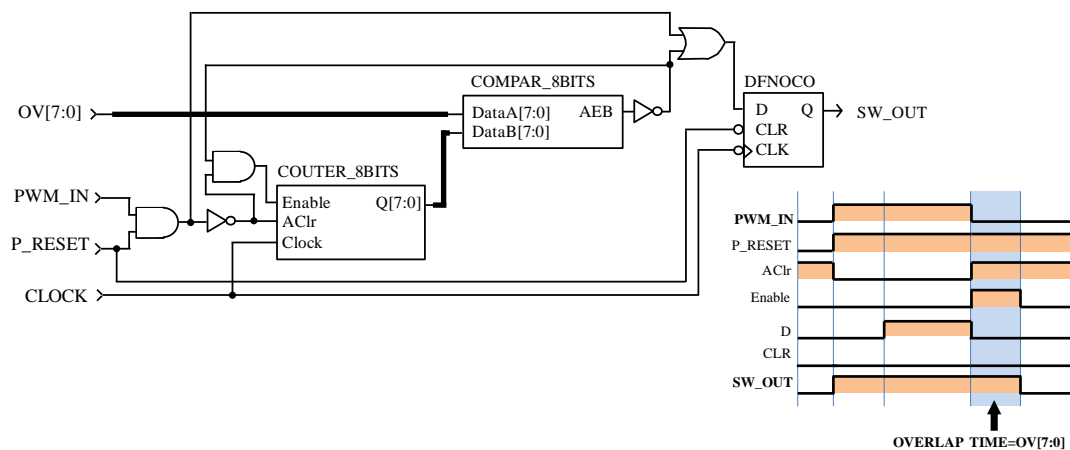 COMPAR_8BITS
DFNOCO
OV[7:0]
DataA[7:0]
AEB
DataB[7:0]
D
Q
CLR
CLK
SW_OUT
COUTER_8BITS
PWM_IN
Enable
Q[7:0]
AClr
P_RESET
Clock
CLOCK
PWM_IN
P_RESET
AClr
Enable
D
CLR
SW_OUT
OVERLAP TIME=OV[7:0]